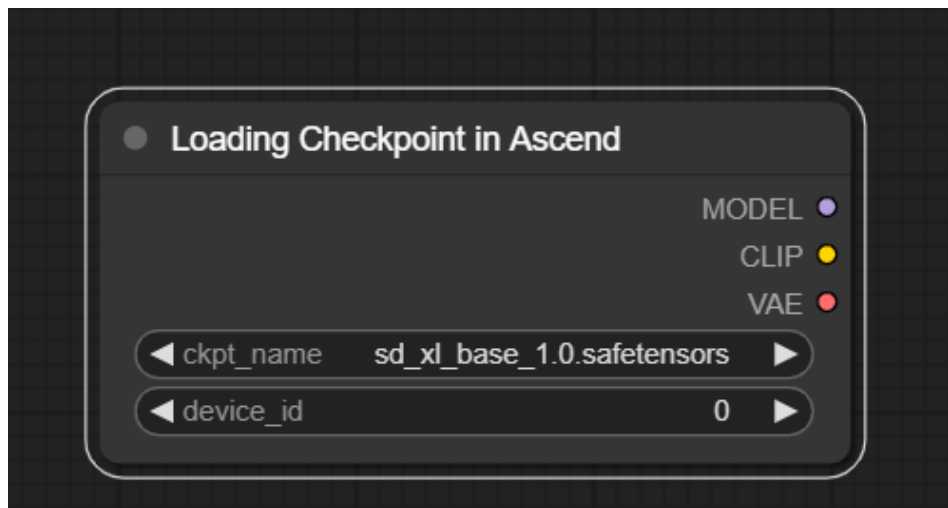 Loading Checkpoint in Ascend
MODEL
CLIP
VAE
ckpt_name sd_xl_base_1.0.safetensors
device_id 0